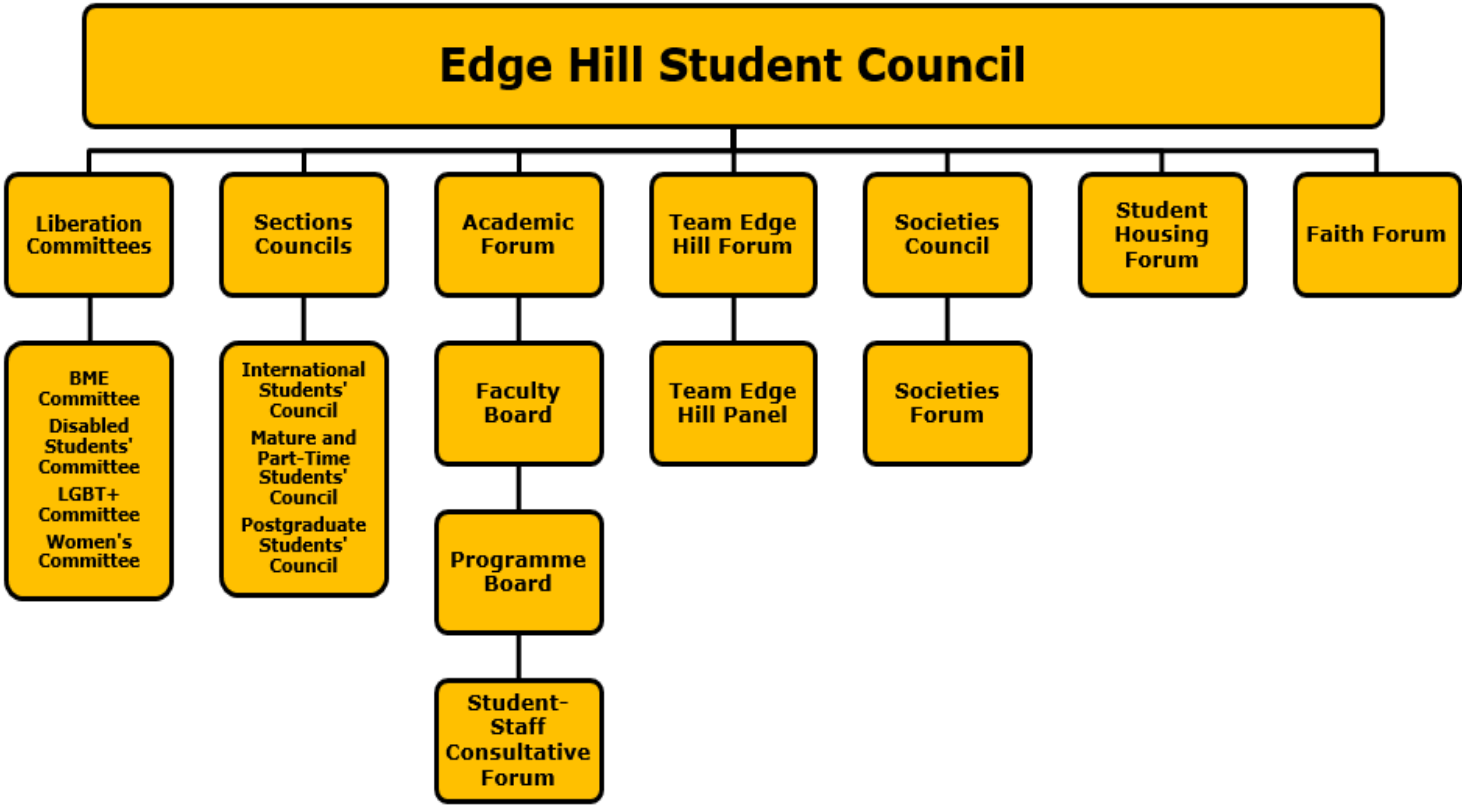 Edge Hill Student Council
Liberation
Committees
Sections
Councils
Academic
Forum
Team Edge
Hill Forum
Societies
Council
Student
Housing
Forum
Faith Forum
BME
Committee
Disabled
Students'
Committee
LGBT+
Committee
Women's
Committee
International
Students'
Council
Mature and
Part-Time
Students'
Council
Postgraduate
Students'
Council
Faculty
Board
Team Edge
Hill Panel
Societies
Forum
Programme
Board
Student-
Staff
Consultative
Forum